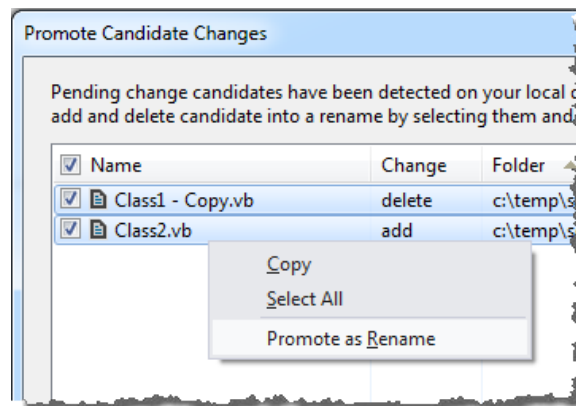 Promote Candidate Changes
Pending change candidates have been detected on your local
add and delete candidate into a rename by selecting them and
Name Change Folder
Class1 - Copy.vb delete c:\temp\s
Class2.vb add c:\temp\s
Copy
Select All
Promote as Rename